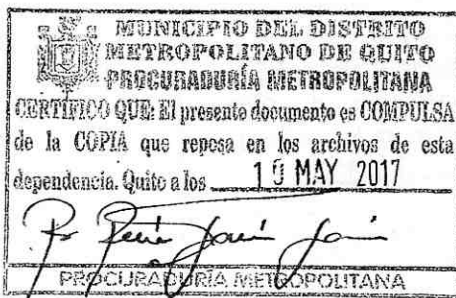 MUNICIPIO DEL DISTRITO
METROPOLITANO DE QUITO
PROCURADURÍA METROPOLITANA
CERTIFICO QUE: El presente documento es COMPULSA
de la COPIA que reposa en los archivos de esta
dependencia. Quito a los 10 MAY 2017
PROCURADURÍA METROPOLITANA